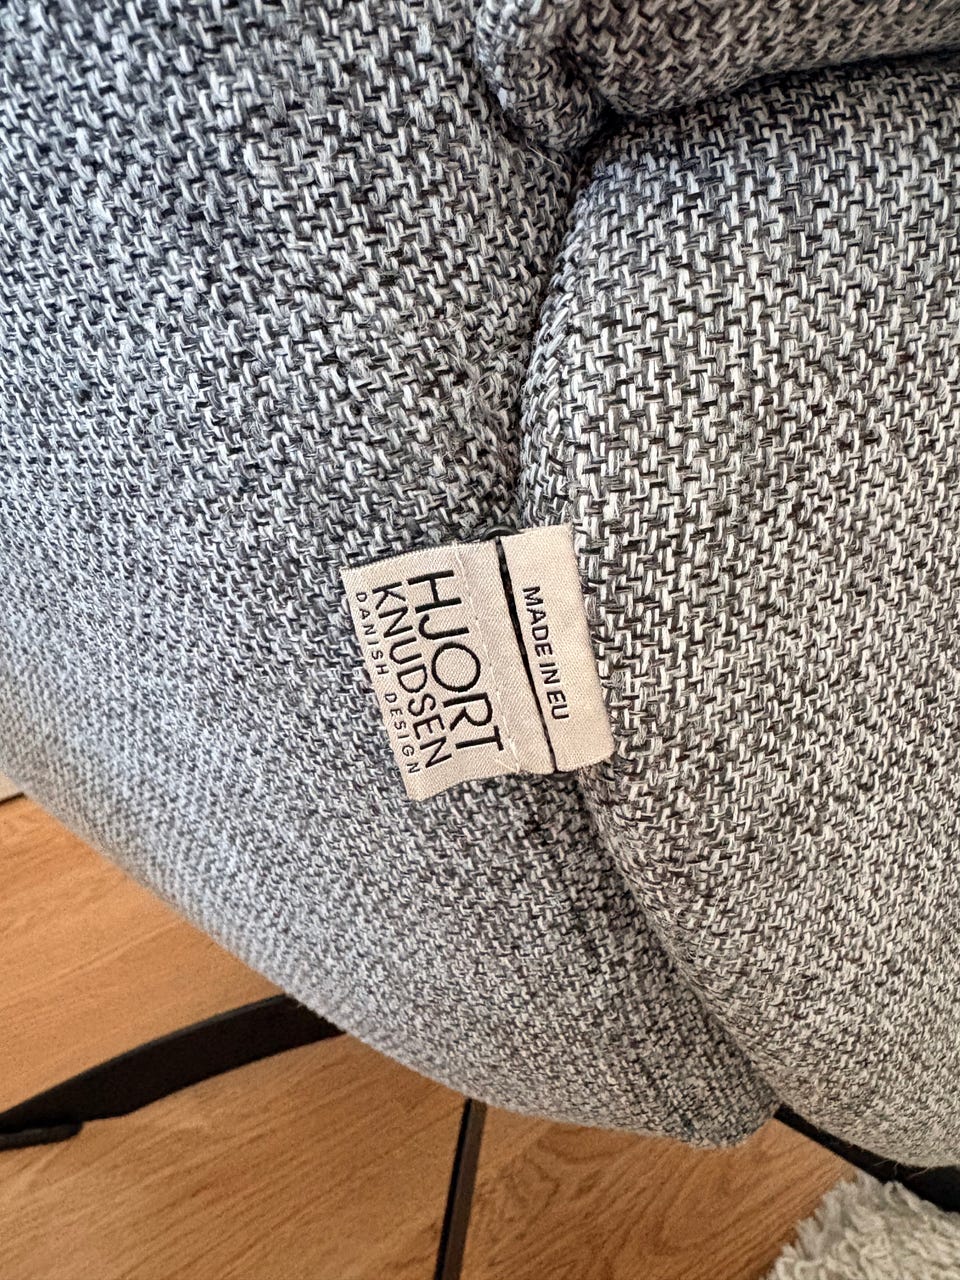 HJORT
KNUDSEN
DANISH DESIGN
MADE IN EU